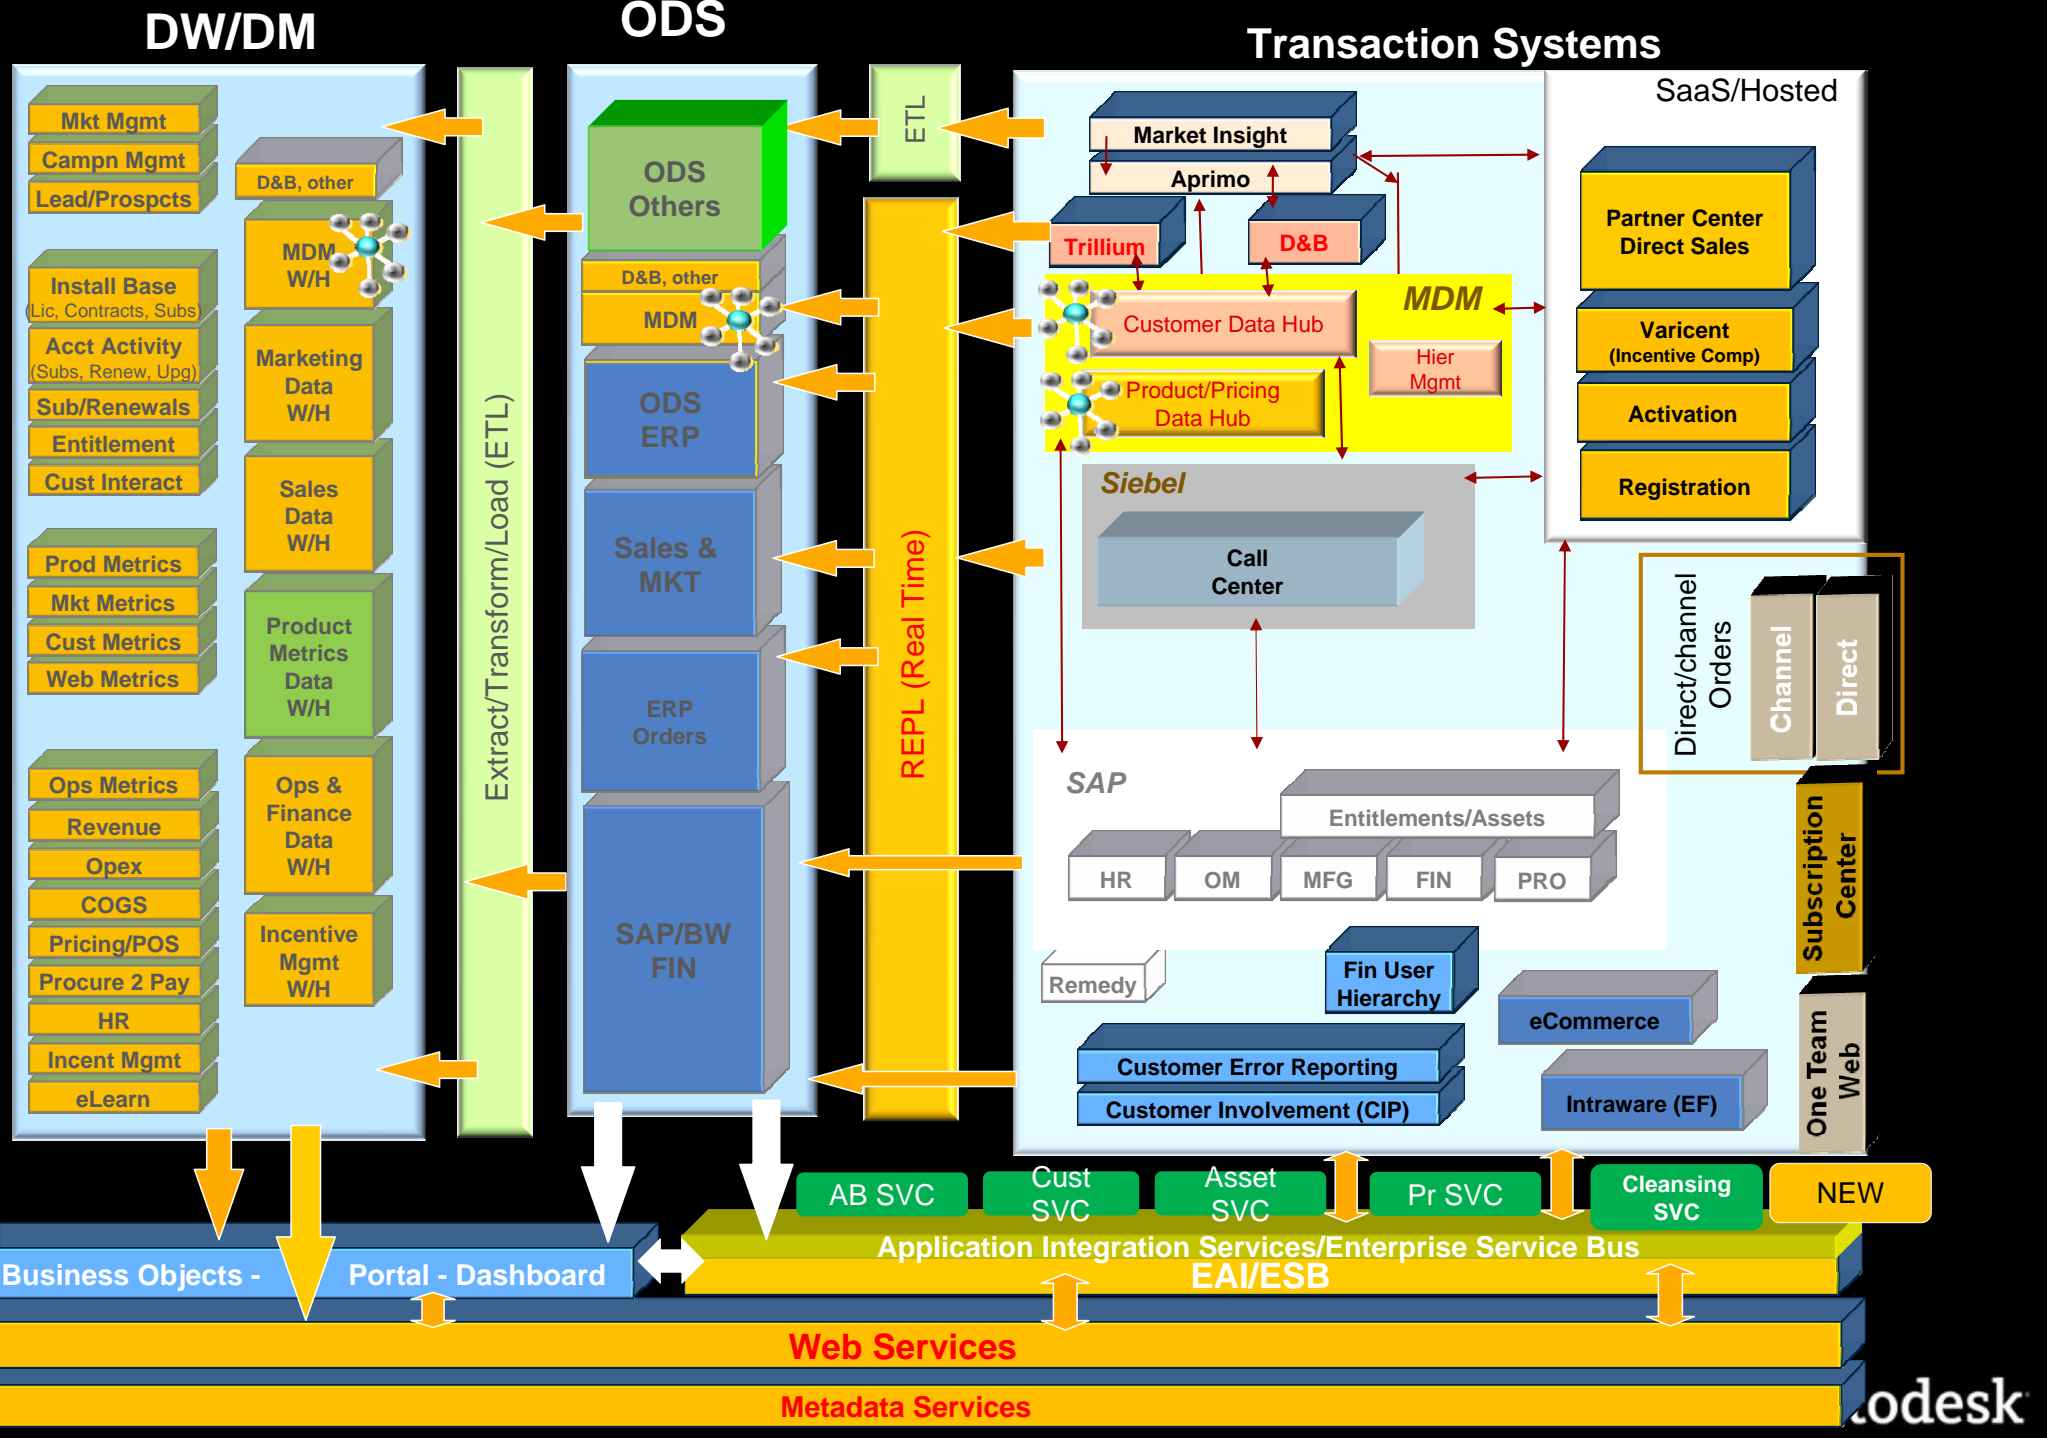 DW/DM
ODS
Transaction Systems
SaaS/Hosted
Mkt Mgmt
Campn Mgmt
Lead/Prospcts
Install Base
(Lic, Contracts, Subs)
Acct Activity
(Subs, Renew, Upg)
Sub/Renewals
Entitlement
Cust Interact
Prod Metrics
Mkt Metrics
Cust Metrics
Web Metrics
Ops Metrics
Revenue
Opex
COGS
Pricing/POS
Procure 2 Pay
HR
Incent Mgmt
eLearn
D&B, other
MDM
W/H
Marketing
Data
W/H
Sales
Data
W/H
Product
Metrics
Data
W/H
Ops &
Finance
Data
W/H
Incentive
Mgmt
W/H
Extract/Transform/Load (ETL)
ODS
Others
D&B, other
MDM
ODS
ERP
Sales &
MKT
ERP
Orders
SAP/BW
FIN
ETL
REPL (Real Time)
Market Insight
Aprimo
Trillium
D&B
MDM
Customer Data Hub
Hier
Mgmt
Product/Pricing
Data Hub
Siebel
Call
Center
SAP
Entitlements/Assets
HR
OM
MFG
FIN
PRO
Remedy
Fin User
Hierarchy
eCommerce
Customer Error Reporting
Customer Involvement (CIP)
Intraware (EF)
Partner Center
Direct Sales
Varicent
(Incentive Comp)
Activation
Registration
Direct/channel
Orders
Channel
Direct
Subscription
Center
One Team
Web
AB SVC
Cust
SVC
Asset
SVC
Pr SVC
Cleansing
SVC
NEW
Application Integration Services/Enterprise Service Bus
EAI/ESB
Business Objects - Portal - Dashboard
Web Services
Metadata Services
todesk